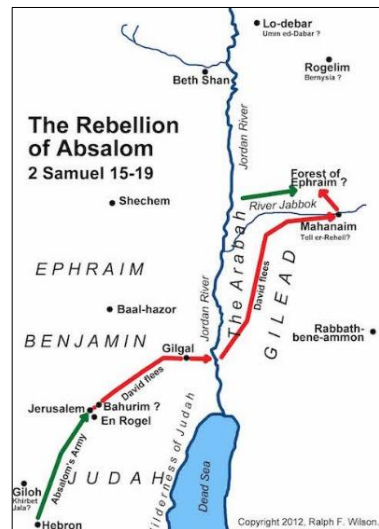 Lo-debar
Umm ed-Dabar ?
Rogelim
Bersinya ?
Beth Shan
Jordan River
The Rebellion
of Absalom
2 Samuel 15-19
Forest of
Ephraim ?
River Jabbok
Mahanaim
Tell er-Reheil?
Shechem
The Arabah
David flees
GILEAD
EPHRAIM
Baal-hazor
Jordan River
Rabbath-
bene-ammon
BENJAMIN
Gilgal
David flees
Jerusalem
Bahurim ?
En Rogel
Absalom's Army
Wilderness of Judah
JUDAH
Giloh
Khirbet
Jala?
Dead Sea
Hebron
Copyright 2012, Ralph F. Wilson.